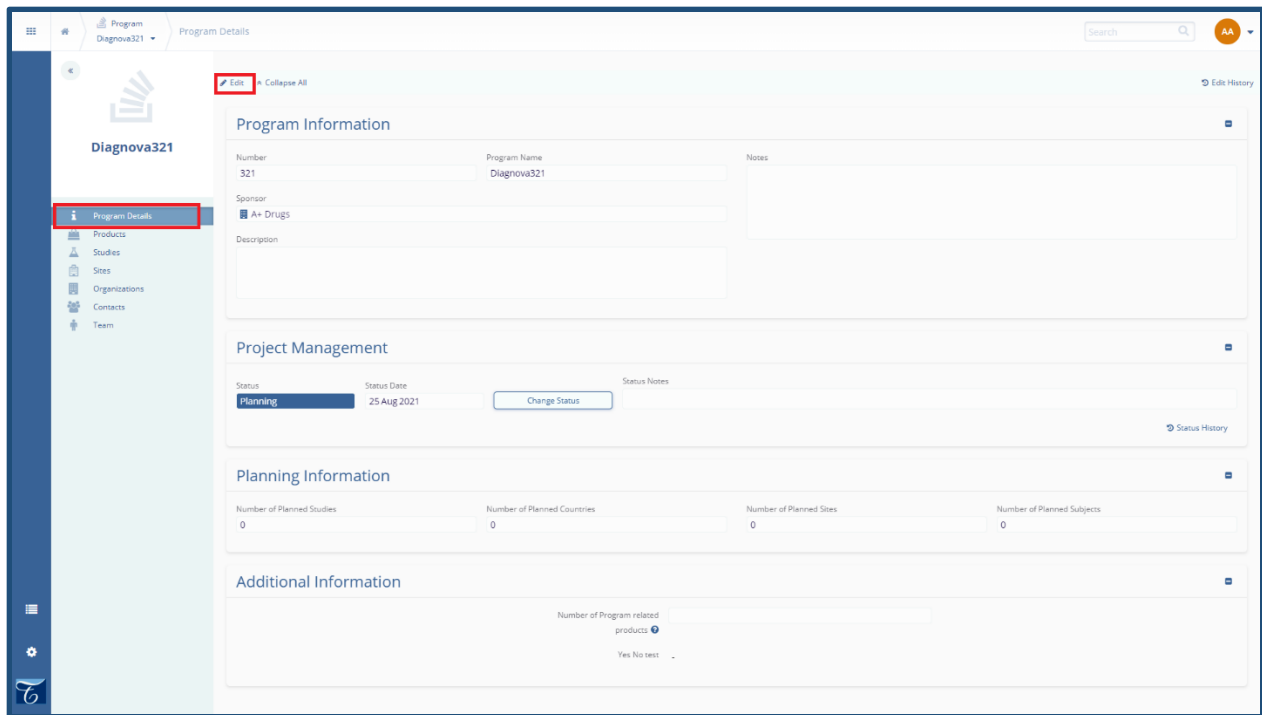 Program
Diagnova321
Program Details
Search
AA
Edit
Collapse All
Edit History
Diagnova321
Program Details
Products
Studies
Sites
Organizations
Contacts
Team
Program Information
Number
Program Name
Notes
321
Diagnova321
Sponsor
A+ Drugs
Description
Project Management
Status
Status Date
Status Notes
Planning
25 Aug 2021
Change Status
Status History
Planning Information
Number of Planned Studies
Number of Planned Countries
Number of Planned Sites
Number of Planned Subjects
0
0
0
0
Additional Information
Number of Program related
products
Yes No test
-